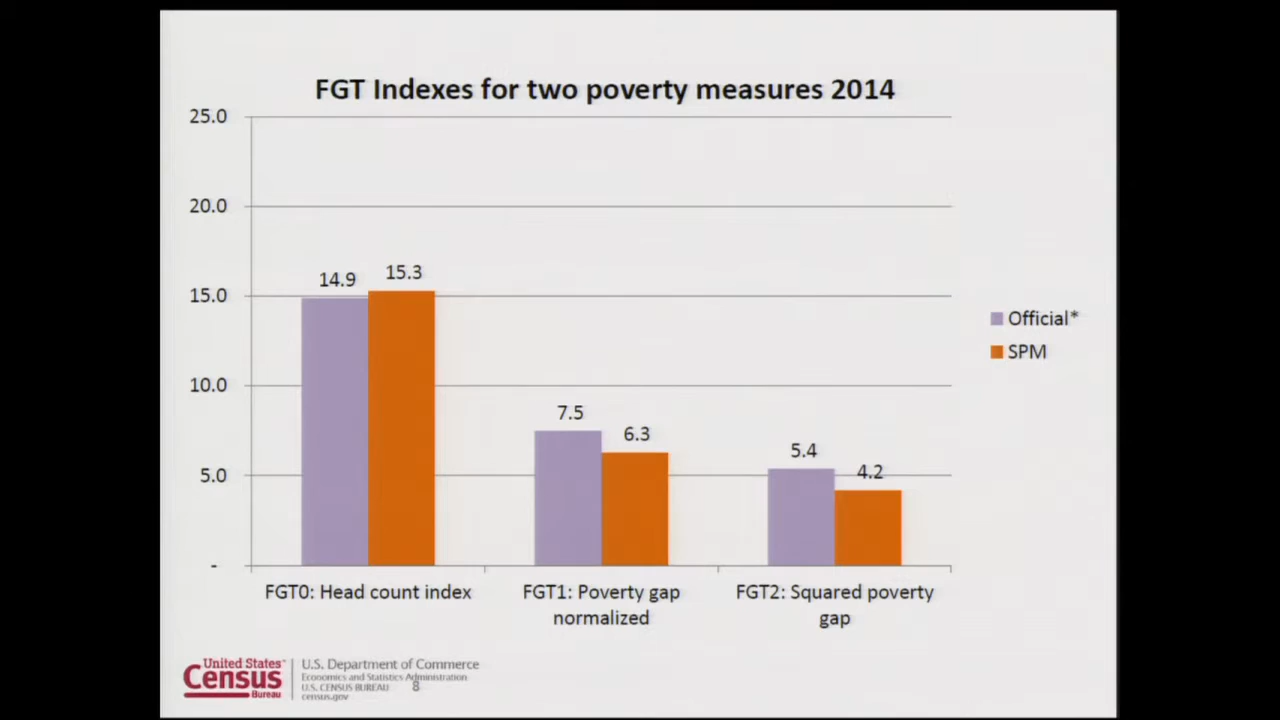 FGT Indexes for two poverty measures 2014
25.0
20.0
15.0
10.0
5.0
-
14.9
15.3
7.5
6.3
5.4
4.2
Official*
SPM
FGT0: Head count index
FGT1: Poverty gap
normalized
FGT2: Squared poverty
gap
United States™
Census
Bureau
U.S. Department of Commerce
Economics and Statistics Administration
U.S. CENSUS BUREAU
census.gov
8